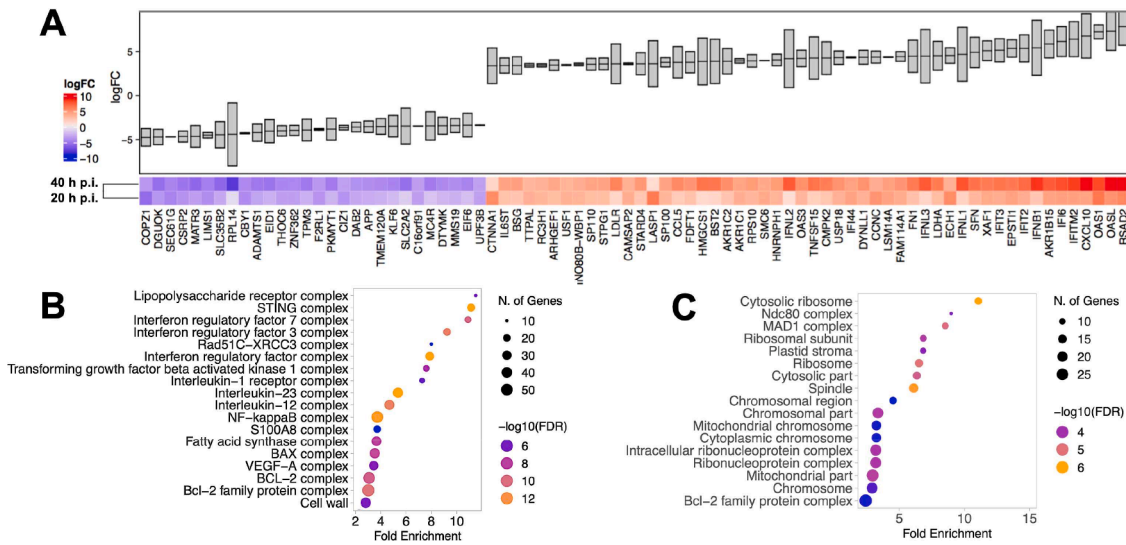 A
logFC
5
0
-5
logFC
10
5
0
-5
-10
40 h p.i.
20 h p.i.
COPZ1
DGUOK
SEC61G
CSRP2
MATR3
LIMS1
SLC35B2
RPL14
CBY1
ADAMTS1
EID1
THOC6
ZNF362
TPM3
F2RL1
PKMYT1
CIZ1
DAB2
APP
TMEM120A
KLF6
SLC2A2
C16orf91
MC4R
DTYMK
MMS19
EIF6
UPF3B
CTNNA1
IL6ST
BSG
TTPAL
RC3H1
ARHGEF1
USF1
INO80B-WBP1
SP110
STPG1
LDLR
CAMSAP2
STARD4
LASP1
SP100
CCL5
FDFT1
HMGCS1
BST2
AKRC2
AKR1C1
RPS10
SMC6
HNRNPH1
IFNL2
OAS3
TNFSF15
CMPK2
USP18
IFI44
DYNLL1
CCNC
LSM14A
FAM114A1
FN1
IFNL3
LDHA
ECH1
IFNL1
SFN
XAF1
IFIT3
EPSTI1
IFIT2
IFNB1
AKR1B15
IFI6
IFITM2
CXCL10
OAS1
OASL
RSAD2
B
Lipopolysaccharide receptor complex
STING complex
Interferon regulatory factor 7 complex
Interferon regulatory factor 3 complex
Rad51C-XRCC3 complex
Interferon regulatory factor complex
Transforming growth factor beta activated kinase 1 complex
Interleukin-1 receptor complex
Interleukin-23 complex
Interleukin-12 complex
NF-kappaB complex
S100A8 complex
Fatty acid synthase complex
BAX complex
VEGF-A complex
BCL-2 complex
Bcl-2 family protein complex
Cell wall
2 4 6 8 10
Fold Enrichment
N. of Genes
10
20
30
40
50
-log10(FDR)
6
8
10
12
C
Cytosolic ribosome
Ndc80 complex
MAD1 complex
Ribosomal subunit
Plastid stroma
Ribosome
Cytosolic part
Spindle
Chromosomal region
Chromosomal part
Mitochondrial chromosome
Cytoplasmic chromosome
Intracellular ribonucleoprotein complex
Ribonucleoprotein complex
Mitochondrial part
Chromosome
Bcl-2 family protein complex
5 10 15
Fold Enrichment
N. of Genes
10
15
20
25
-log10(FDR)
4
5
6